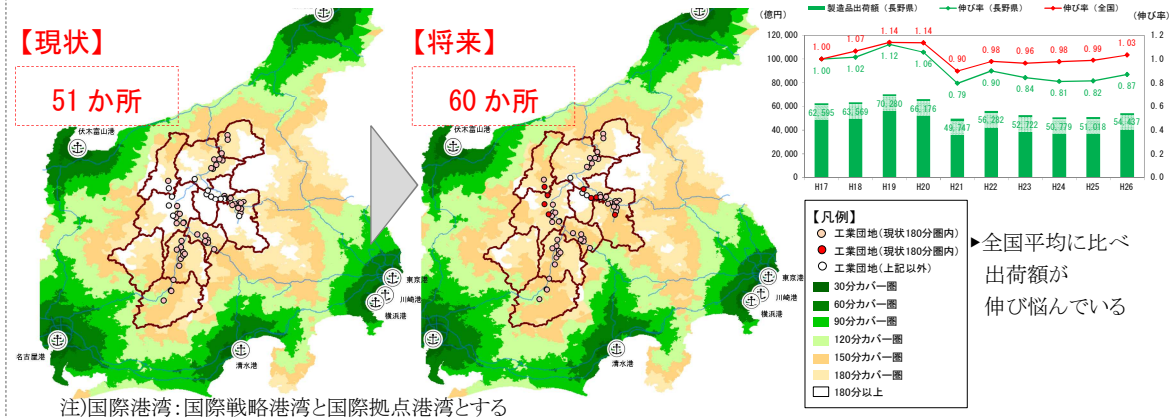 【現状】
51 か所
伏木富山港
名古屋港
清水港
東京港
川崎港
横浜港
【将来】
60 か所
伏木富山港
名古屋港
清水港
東京港
川崎港
横浜港
注)国際港湾:国際戦略港湾と国際拠点港湾とする
製造品出荷額(長野県) 伸び率(長野県) 伸び率(全国)
(億円) (伸び率)
120,000
100,000
80,000
60,000
40,000
20,000
0
1.2
1.0
0.8
0.6
0.4
0.2
0.0
1.00 1.07 1.14 1.14 0.90 0.98 0.96 0.98 0.99 1.03
1.00 1.02 1.12 1.06 0.79 0.90 0.84 0.81 0.82 0.87
62,595 63,569 70,280 66,176 49,747 56,282 52,722 50,779 51,018 54,437
H17 H18 H19 H20 H21 H22 H23 H24 H25 H26
【凡例】
工業団地(現状180分圏内)
工業団地(現状180分圏内)
工業団地(上記以外)
30分カバー圏
60分カバー圏
90分カバー圏
120分カバー圏
150分カバー圏
180分カバー圏
180分以上
▶全国平均に比べ
出荷額が
伸び悩んでいる